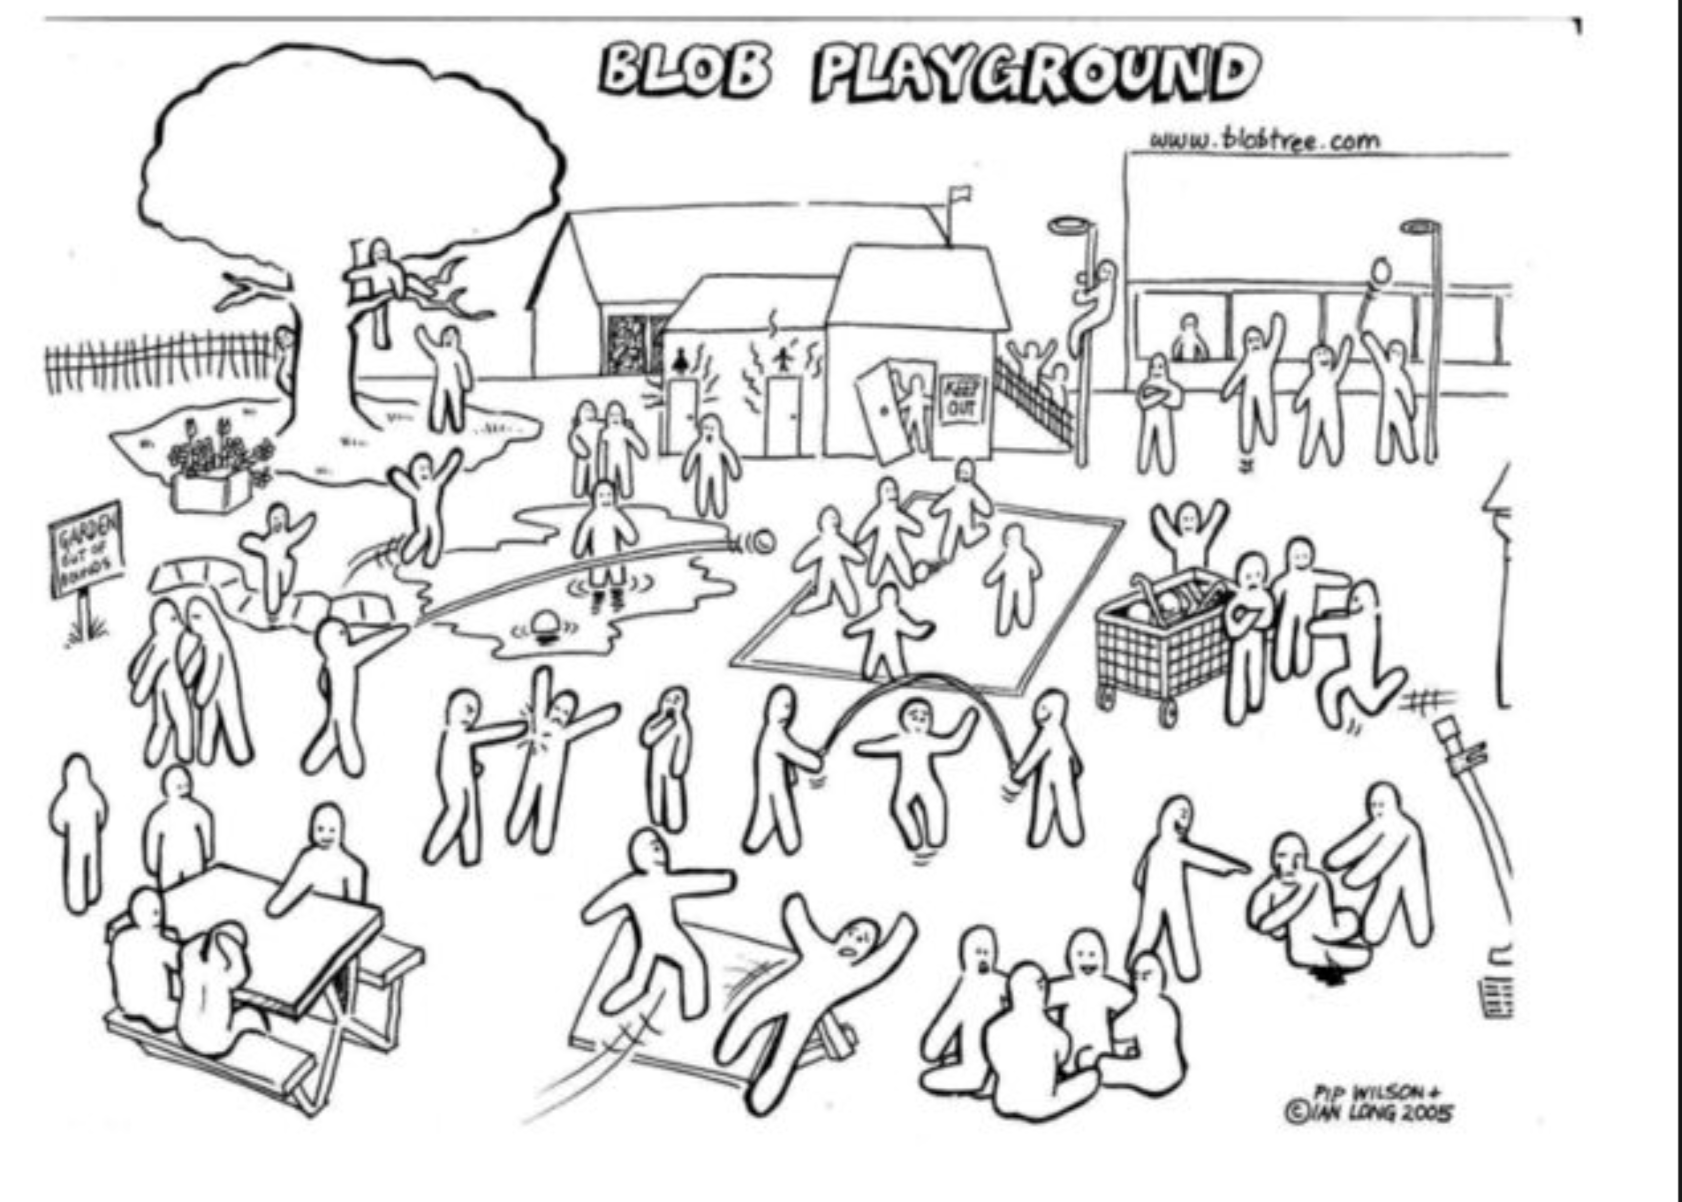 BLOB PLAYGROUND
www.blobtree.com
KEEP
OUT
GARDEN
OUT OF
BOUNDS
PIP WILSON +
© IAN LONG 2005